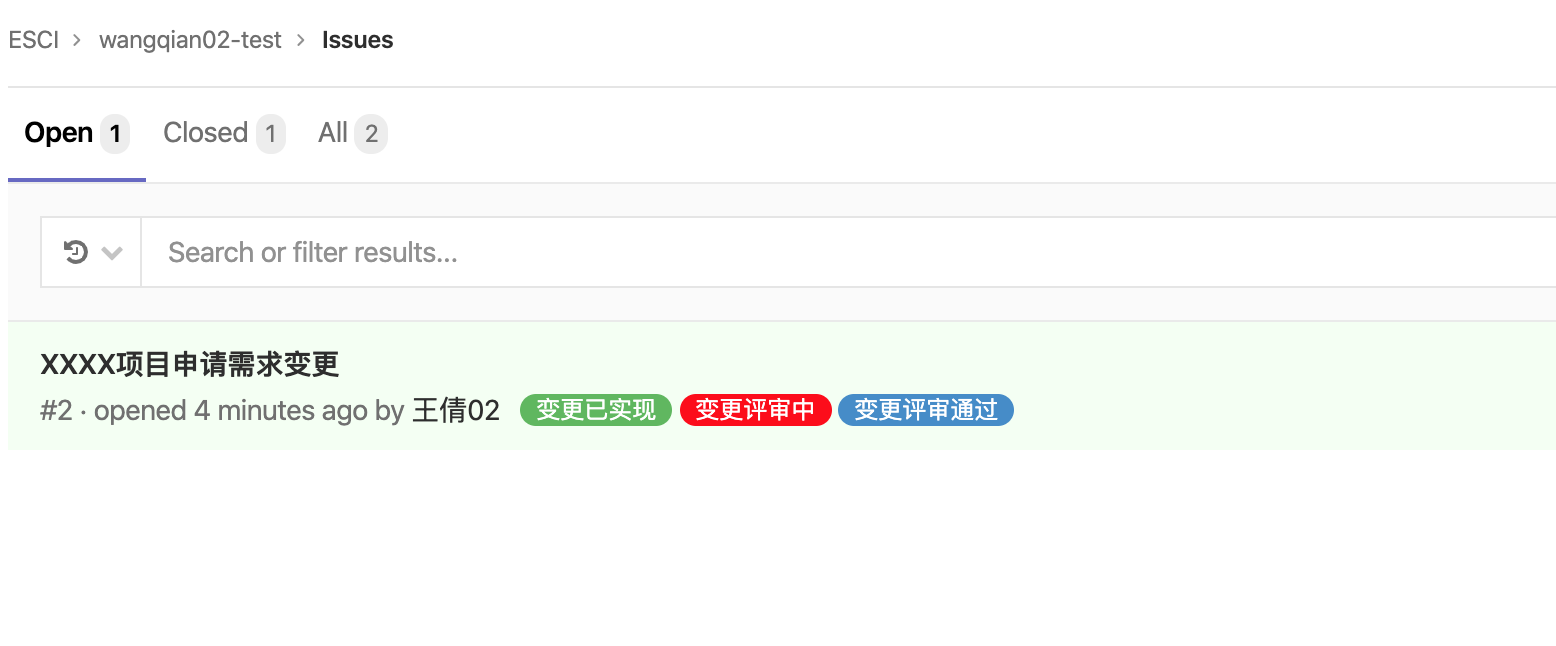 ESCI > wangqian02-test > Issues
Open 1 Closed 1 All 2
Search or filter results...
XXXX项目申请需求变更
#2 · opened 4 minutes ago by 王倩02 变更已实现 变更评审中 变更评审通过